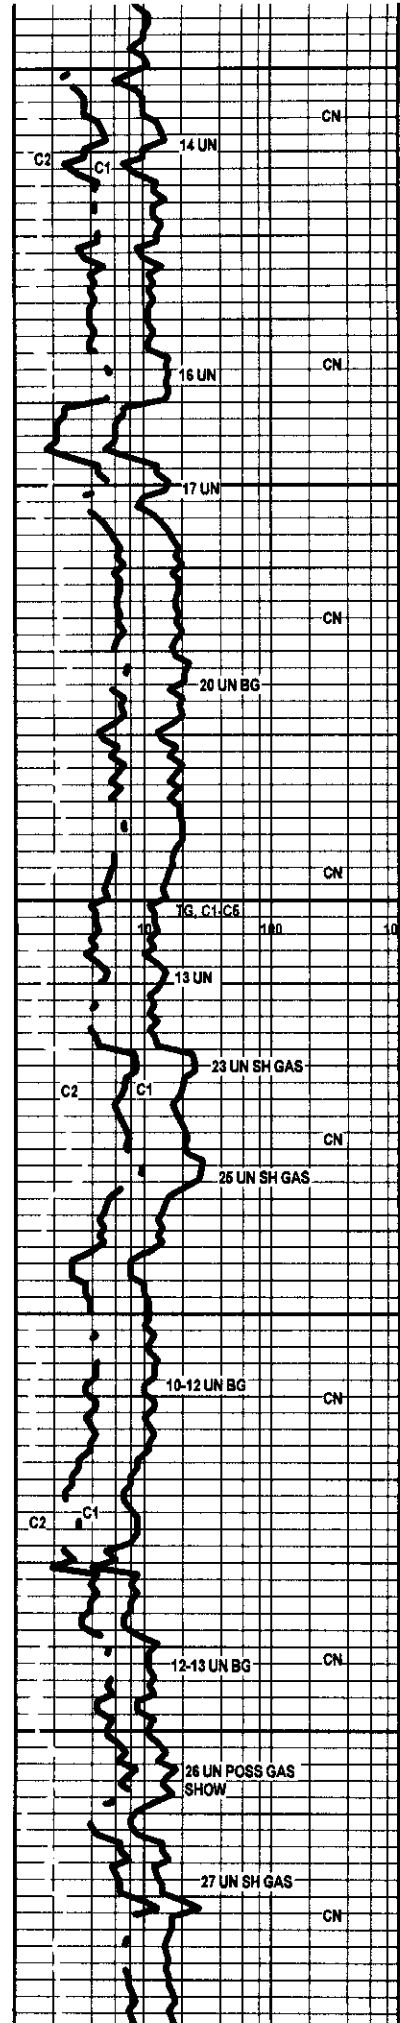 CN
14 UN
C2
C1
CN
16 UN
17 UN
CN
20 UN BG
CN
TG, C1-C5
10 100 10
13 UN
23 UN SH GAS
C2 C1
CN
25 UN SH GAS
10-12 UN BG
CN
C1
C2
12-13 UN BG
CN
26 UN POSS GAS
SHOW
27 UN SH GAS
CN